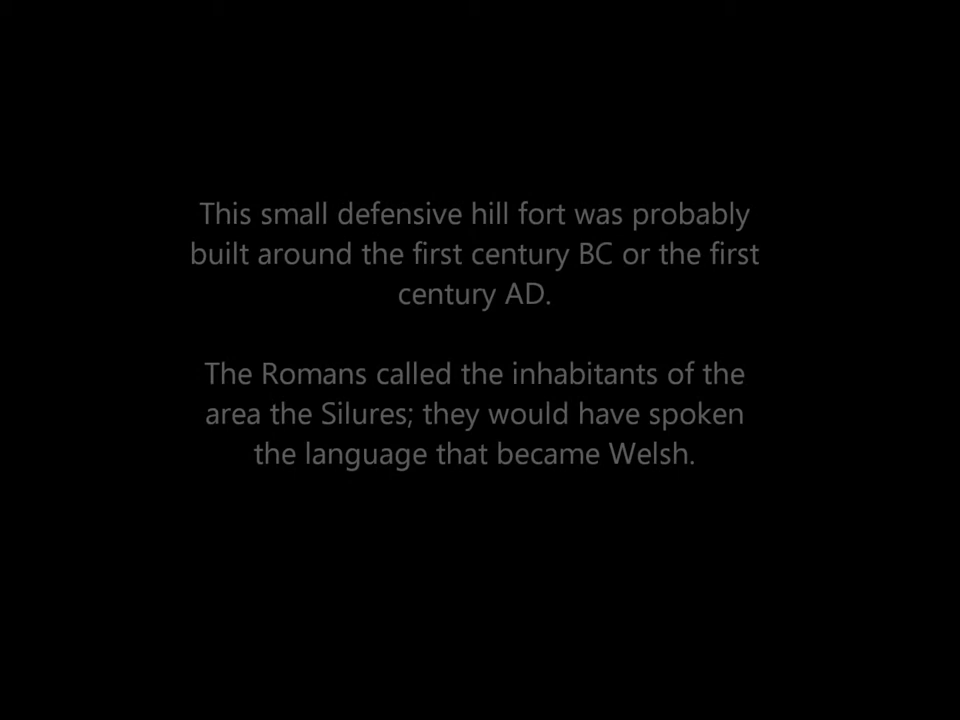 This small defensive hill fort was probably
built around the first century BC or the first
century AD.
The Romans called the inhabitants of the
area the Silures; they would have spoken
the language that became Welsh.